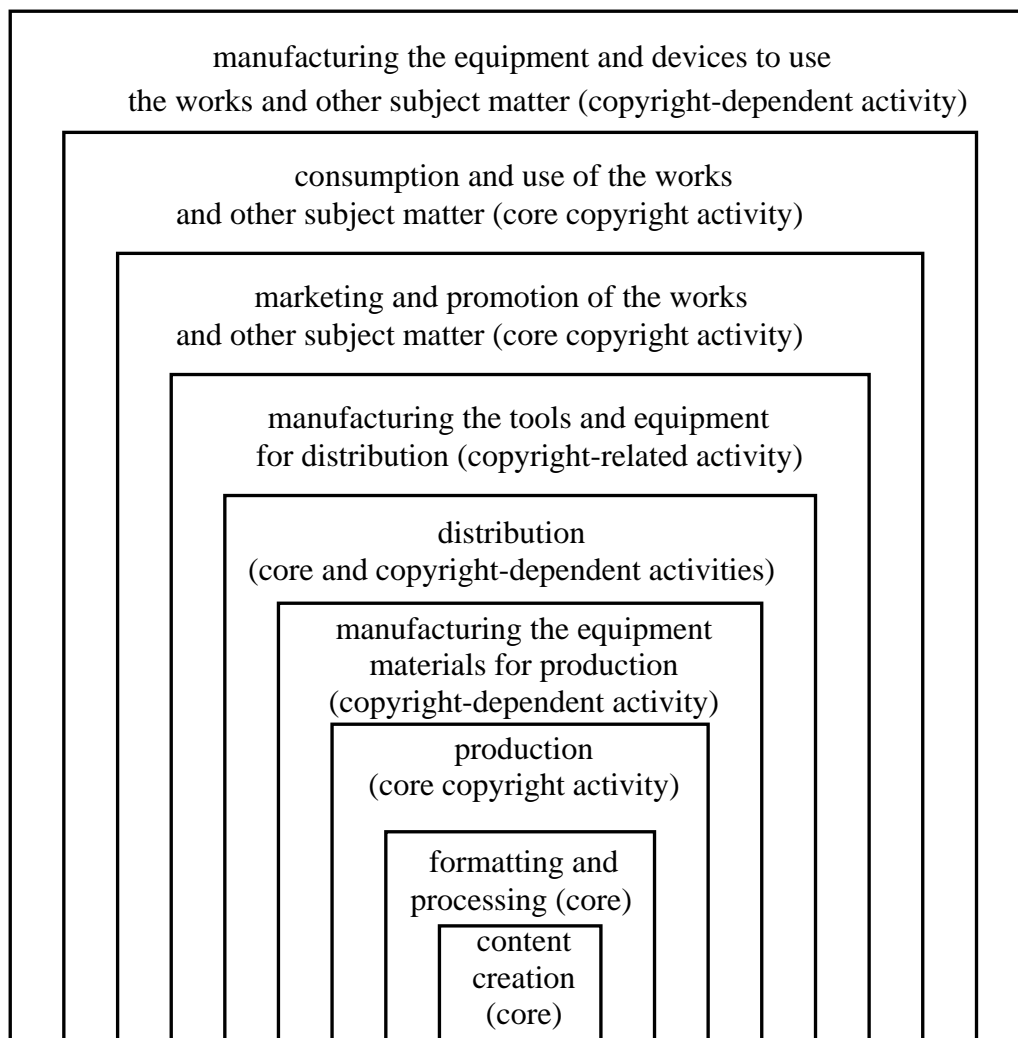 manufacturing the equipment and devices to use
the works and other subject matter (copyright-dependent activity)
consumption and use of the works
and other subject matter (core copyright activity)
marketing and promotion of the works
and other subject matter (core copyright activity)
manufacturing the tools and equipment
for distribution (copyright-related activity)
distribution
(core and copyright-dependent activities)
manufacturing the equipment
materials for production
(copyright-dependent activity)
production
(core copyright activity)
formatting and
processing (core)
content
creation
(core)